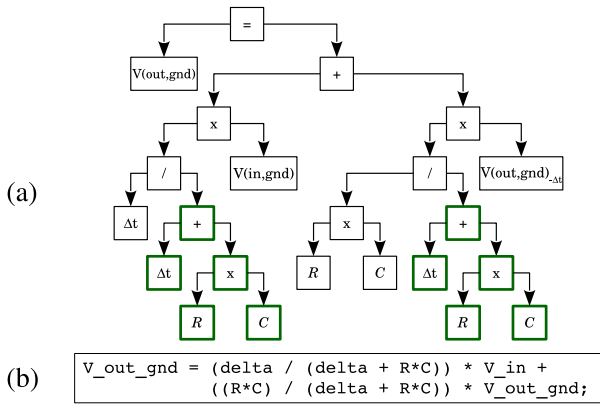 =
V(out,gnd)
+
x
x
/
V(in,gnd)
/
V(out,gnd)-Δt
(a)
Δt
+
x
+
Δt
x
R
C
Δt
x
R
C
R
C
(b)
V_out_gnd = (delta / (delta + R*C)) * V_in +
((R*C) / (delta + R*C)) * V_out_gnd;